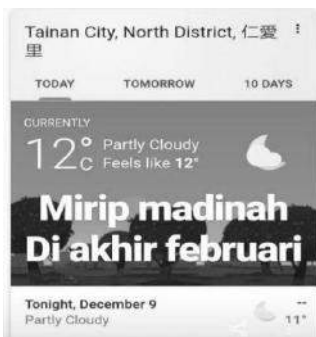 Tainan City, North District, 仁愛
里
TODAY TOMORROW 10 DAYS
CURRENTLY
12°C Partly Cloudy
Feels like 12°
Mirip madinah
Di akhir februari
Tonight, December 9 --
Partly Cloudy 11°